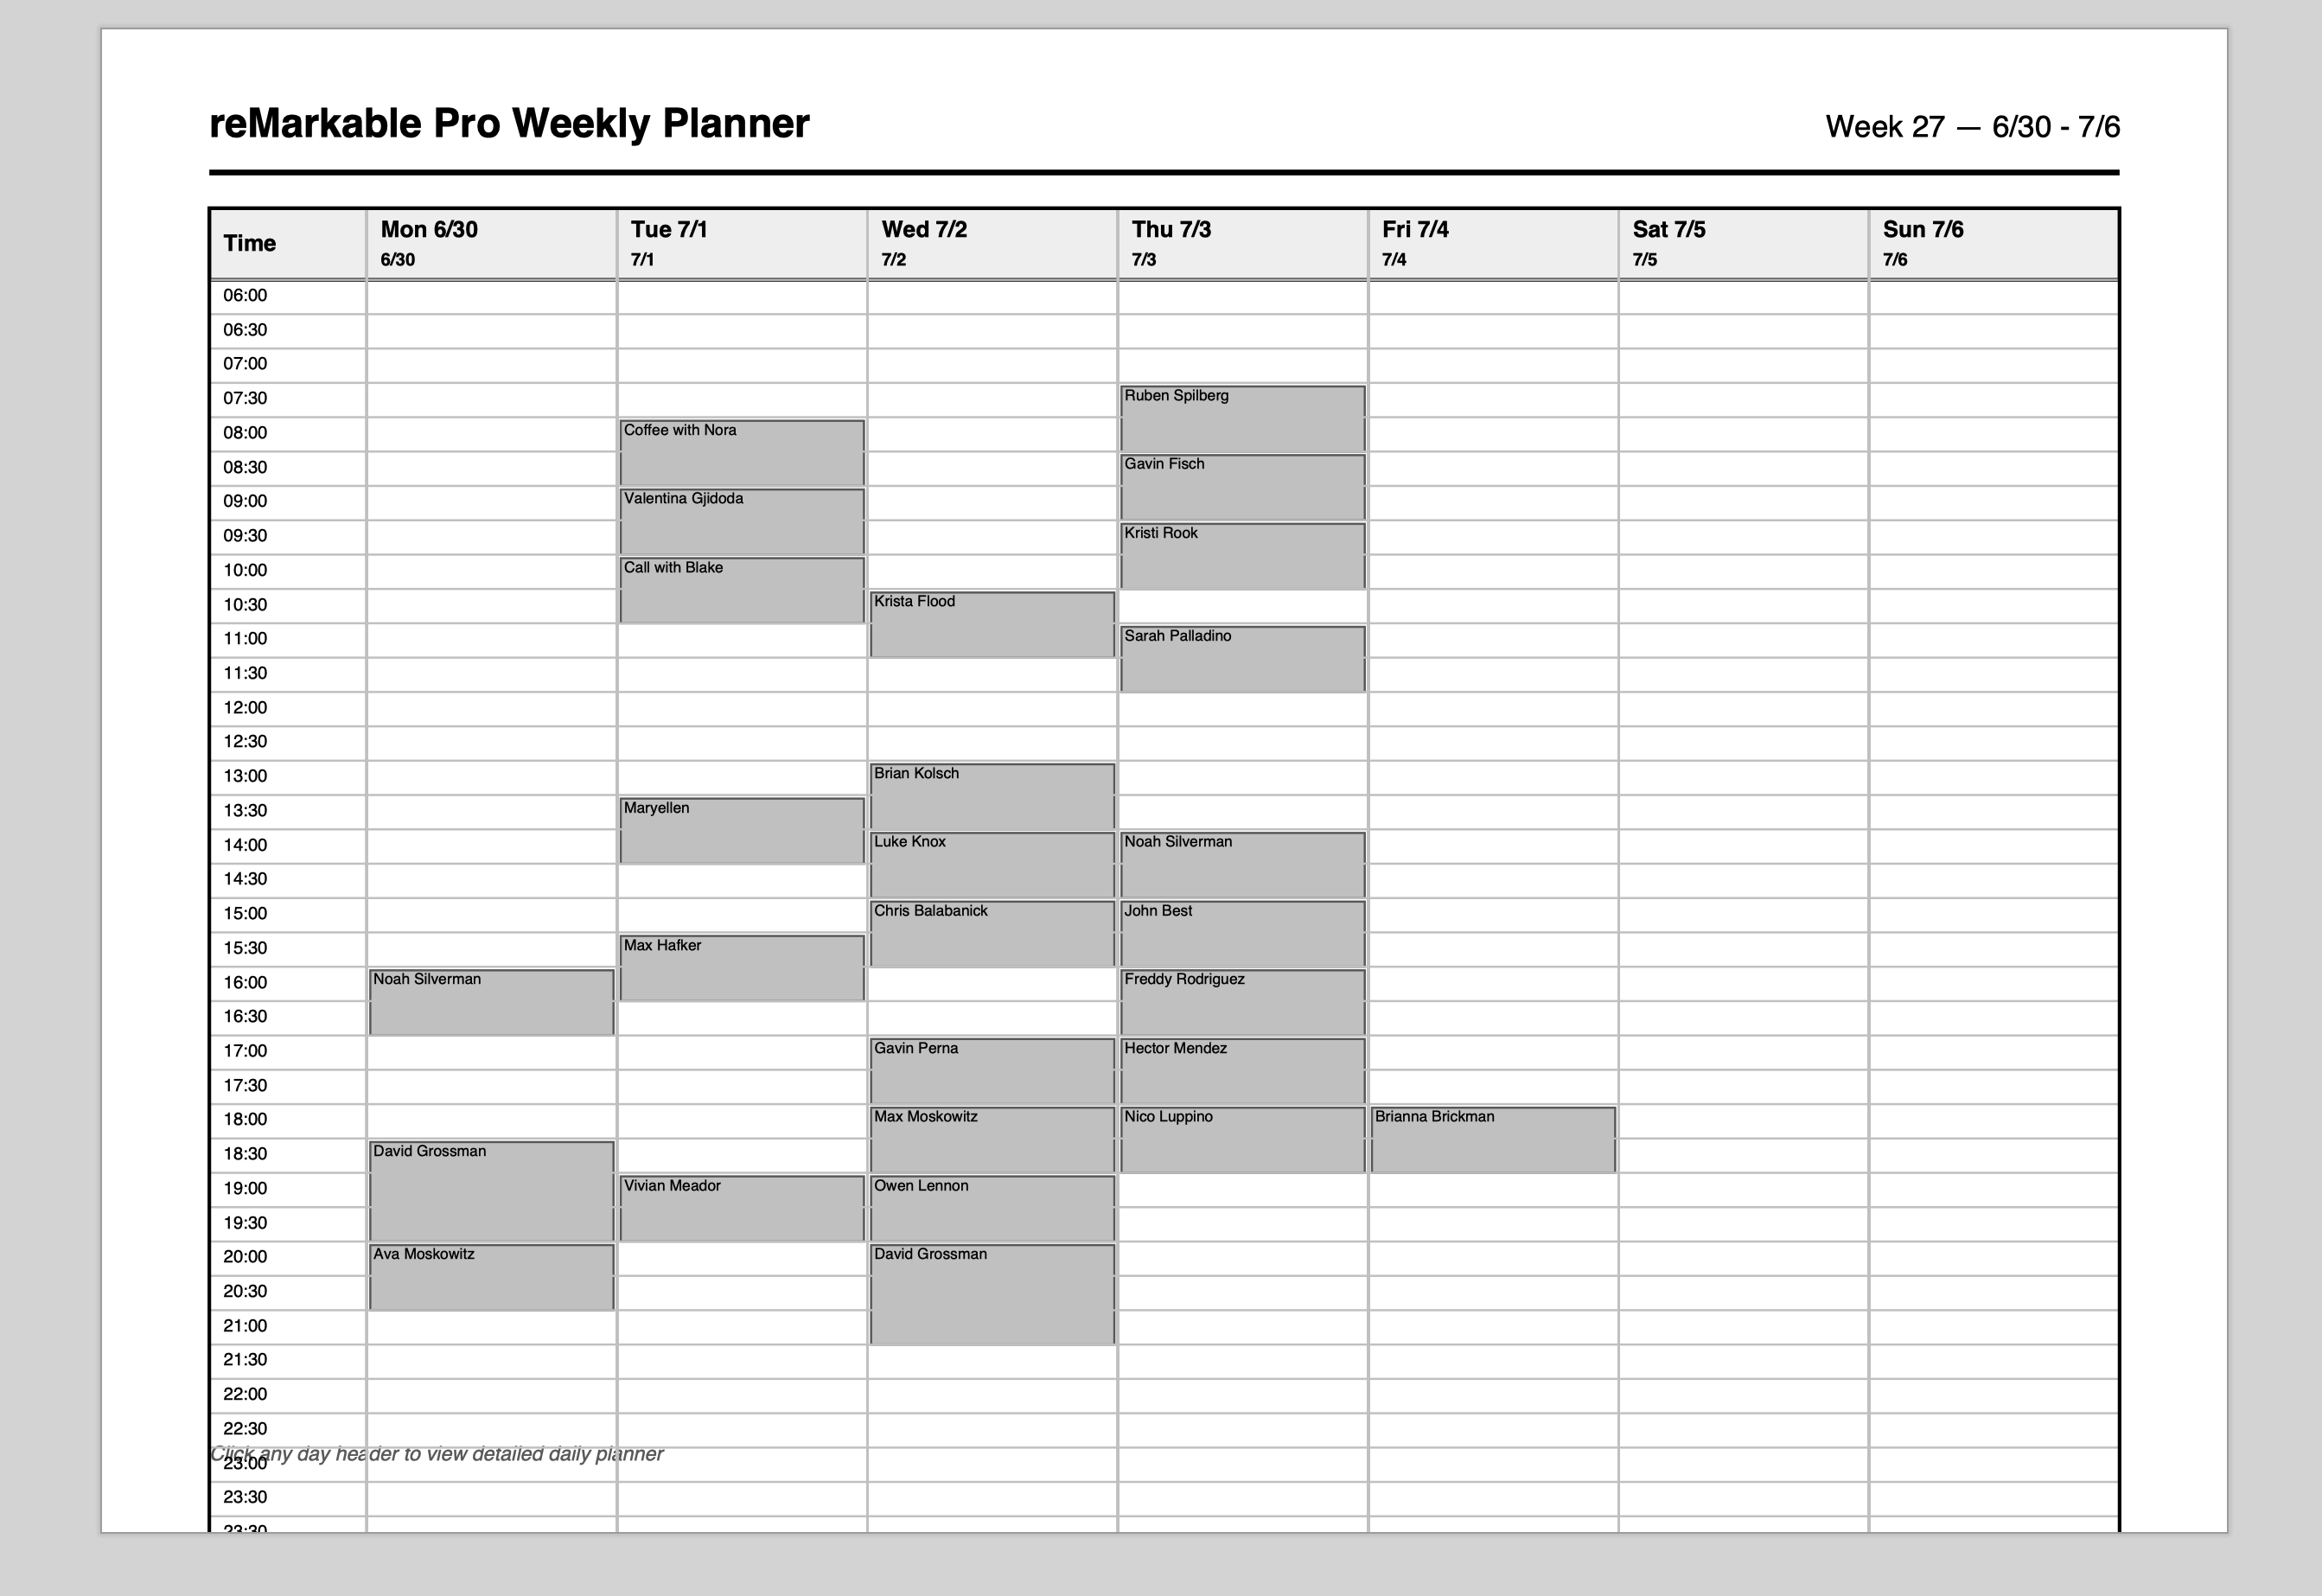 reMarkable Pro Weekly Planner
Week 27 — 6/30 - 7/6
Time
Mon 6/30
6/30
Tue 7/1
7/1
Wed 7/2
7/2
Thu 7/3
7/3
Fri 7/4
7/4
Sat 7/5
7/5
Sun 7/6
7/6
06:00
06:30
07:00
07:30 Ruben Spilberg
08:00 Coffee with Nora
08:30 Gavin Fisch
09:00 Valentina Gjidoda
09:30 Kristi Rook
10:00 Call with Blake
10:30 Krista Flood
11:00 Sarah Palladino
11:30
12:00
12:30
13:00 Brian Kolsch
13:30 Maryellen
14:00 Luke Knox Noah Silverman
14:30
15:00 Chris Balabanick John Best
15:30 Max Hafker
16:00 Noah Silverman Freddy Rodriguez
16:30
17:00 Gavin Perna Hector Mendez
17:30
18:00 Max Moskowitz Nico Luppino Brianna Brickman
18:30 David Grossman
19:00 Vivian Meador Owen Lennon
19:30
20:00 Ava Moskowitz David Grossman
20:30
21:00
21:30
22:00
22:30
Click any day header to view detailed daily planner
23:00
23:30
23:30